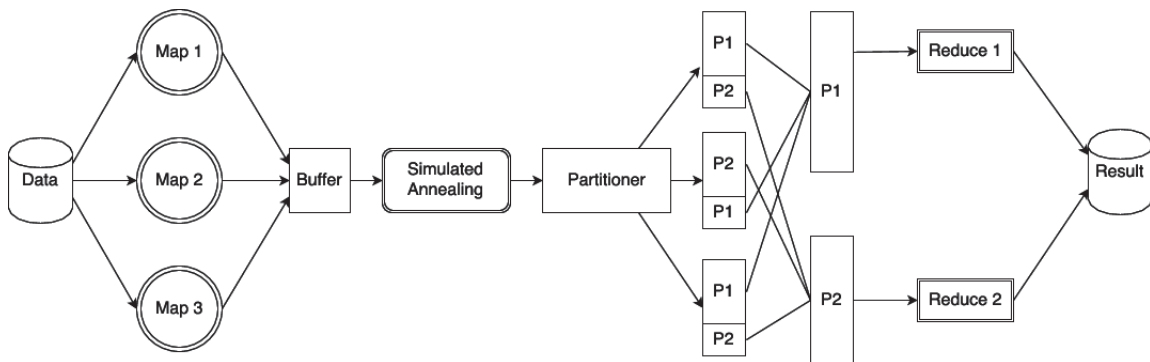 Data
Map 1
Map 2
Map 3
Buffer
Simulated
Annealing
Partitioner
P1
P2
P2
P1
P1
P2
P1
P2
Reduce 1
Reduce 2
Result